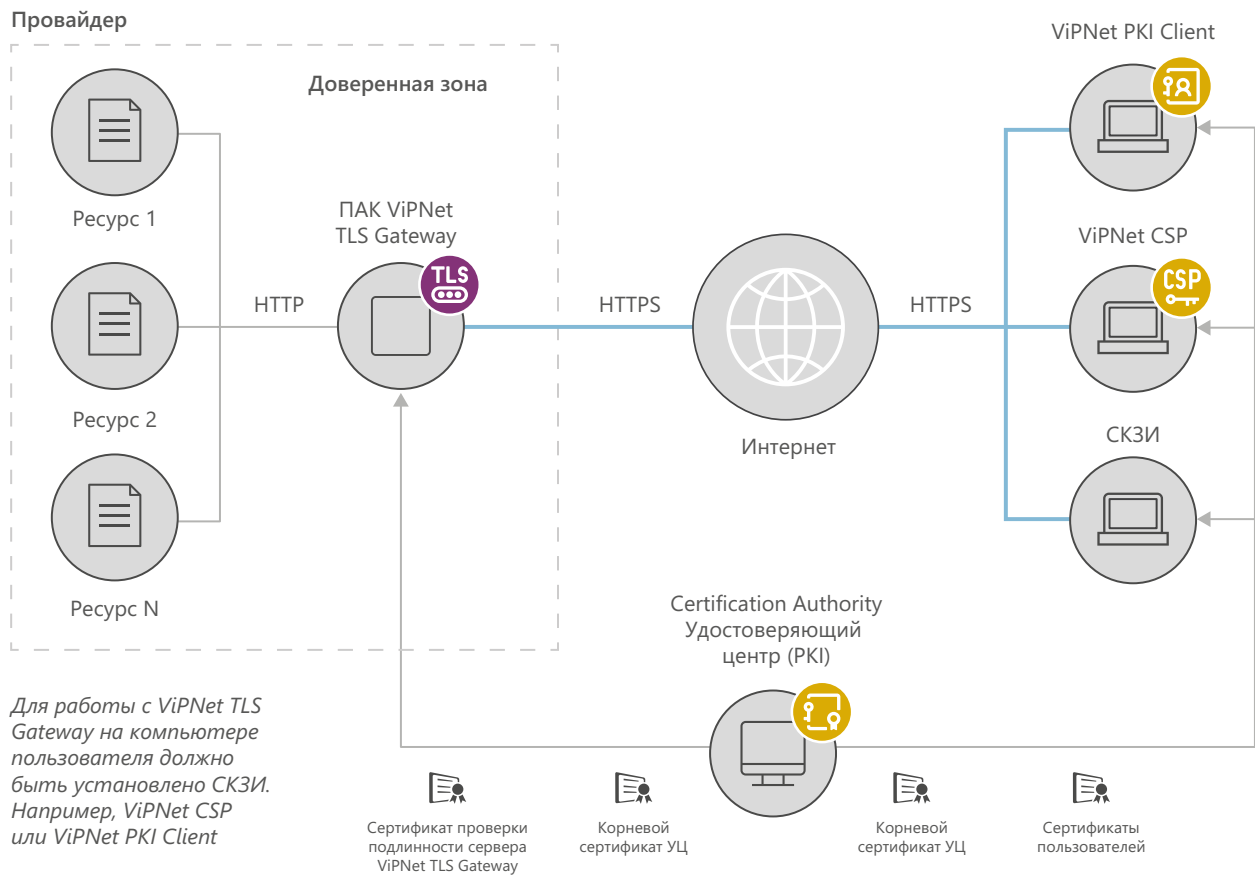 Провайдер
Доверенная зона
Ресурс 1
Ресурс 2
Ресурс N
HTTP
ПАК ViPNet
TLS Gateway
TLS
HTTPS
Интернет
HTTPS
ViPNet PKI Client
ViPNet CSP
CSP
СКЗИ
Certification Authority
Удостоверяющий
центр (PKI)
Для работы с ViPNet TLS
Gateway на компьютере
пользователя должно
быть установлено СКЗИ.
Например, ViPNet CSP
или ViPNet PKI Client
Сертификат проверки
подлинности сервера
ViPNet TLS Gateway
Корневой
сертификат УЦ
Корневой
сертификат УЦ
Сертификаты
пользователей